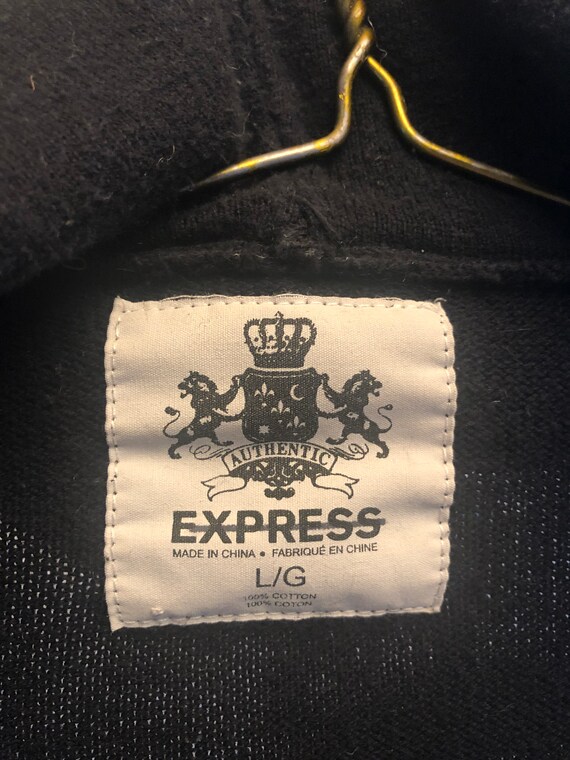 AUTHENTIC
EXPRESS
MADE IN CHINA • FABRIQUÉ EN CHINE
L/G
100% COTTON
100% COTON